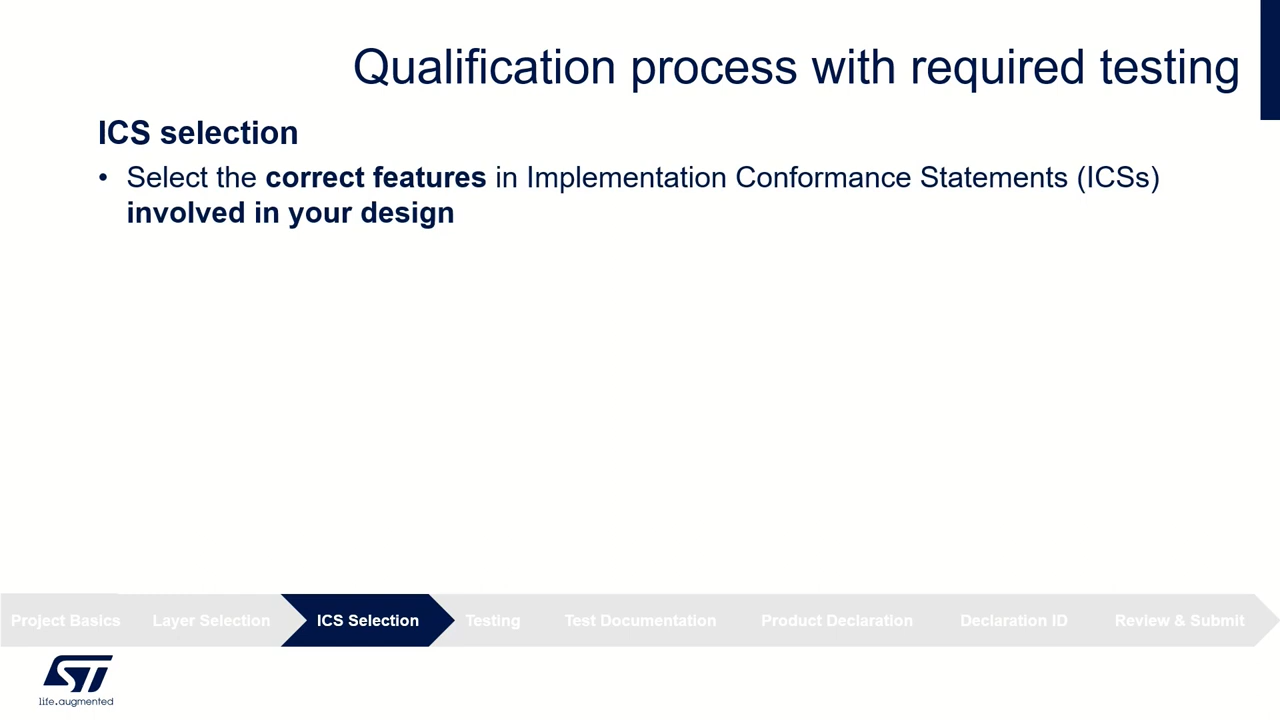 Qualification process with required testing
ICS selection
• Select the correct features in Implementation Conformance Statements (ICSs)
involved in your design
Project Basics Layer Selection ICS Selection Testing Test Documentation Product Declaration Declaration ID Review & Submit
ST
life.augmented